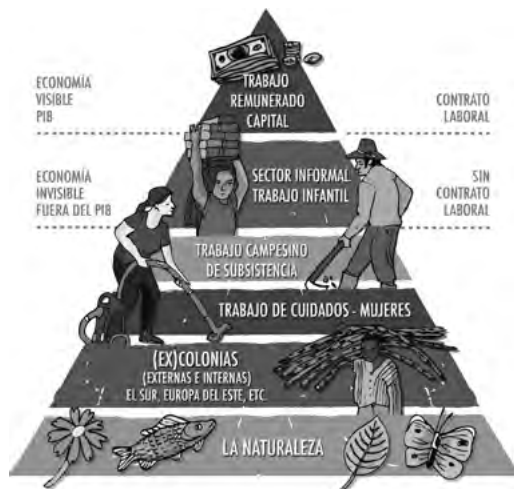 ECONOMÍA
VISIBLE
PIB
TRABAJO
REMUNERADO
CAPITAL
CONTRATO
LABORAL
ECONOMÍA
INVISIBLE
FUERA DEL PIB
SECTOR INFORMAL
TRABAJO INFANTIL
SIN
CONTRATO
LABORAL
TRABAJO CAMPESINO
DE SUBSISTENCIA
TRABAJO DE CUIDADOS - MUJERES
(EX)COLONIAS
(EXTERNAS E INTERNAS)
EL SUR, EUROPA DEL ESTE, ETC.
LA NATURALEZA